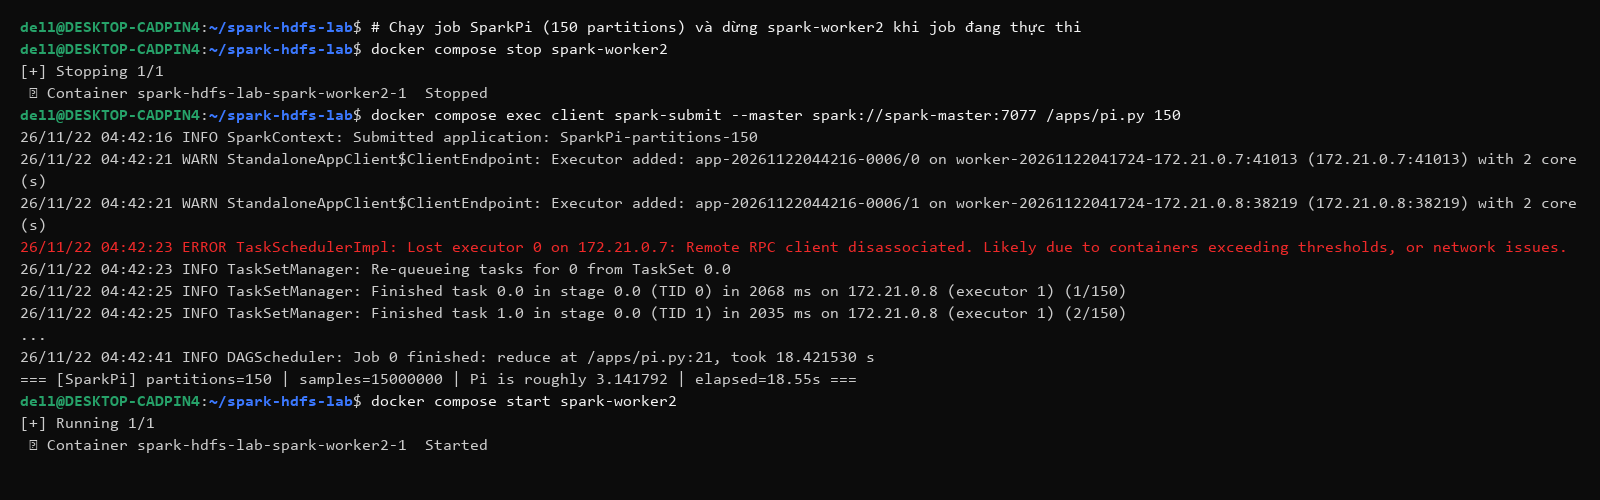 dell@DESKTOP-CADPIN4:~/spark-hdfs-lab$ # Chạy job SparkPi (150 partitions) và dừng spark-worker2 khi job đang thực thi
dell@DESKTOP-CADPIN4:~/spark-hdfs-lab$ docker compose stop spark-worker2
[+] Stopping 1/1
Container spark-hdfs-lab-spark-worker2-1  Stopped
dell@DESKTOP-CADPIN4:~/spark-hdfs-lab$ docker compose exec client spark-submit --master spark://spark-master:7077 /apps/pi.py 150
26/11/22 04:42:16 INFO SparkContext: Submitted application: SparkPi-partitions-150
26/11/22 04:42:21 WARN StandaloneAppClient$ClientEndpoint: Executor added: app-20261122044216-0006/0 on worker-20261122041724-172.21.0.7:41013 (172.21.0.7:41013) with 2 core
(s)
26/11/22 04:42:21 WARN StandaloneAppClient$ClientEndpoint: Executor added: app-20261122044216-0006/1 on worker-20261122041724-172.21.0.8:38219 (172.21.0.8:38219) with 2 core
(s)
26/11/22 04:42:23 ERROR TaskSchedulerImpl: Lost executor 0 on 172.21.0.7: Remote RPC client disassociated. Likely due to containers exceeding thresholds, or network issues.
26/11/22 04:42:23 INFO TaskSetManager: Re-queueing tasks for 0 from TaskSet 0.0
26/11/22 04:42:25 INFO TaskSetManager: Finished task 0.0 in stage 0.0 (TID 0) in 2068 ms on 172.21.0.8 (executor 1) (1/150)
26/11/22 04:42:25 INFO TaskSetManager: Finished task 1.0 in stage 0.0 (TID 1) in 2035 ms on 172.21.0.8 (executor 1) (2/150)
...
26/11/22 04:42:41 INFO DAGScheduler: Job 0 finished: reduce at /apps/pi.py:21, took 18.421530 s
=== [SparkPi] partitions=150 | samples=15000000 | Pi is roughly 3.141792 | elapsed=18.55s ===
dell@DESKTOP-CADPIN4:~/spark-hdfs-lab$ docker compose start spark-worker2
[+] Running 1/1
Container spark-hdfs-lab-spark-worker2-1  Started